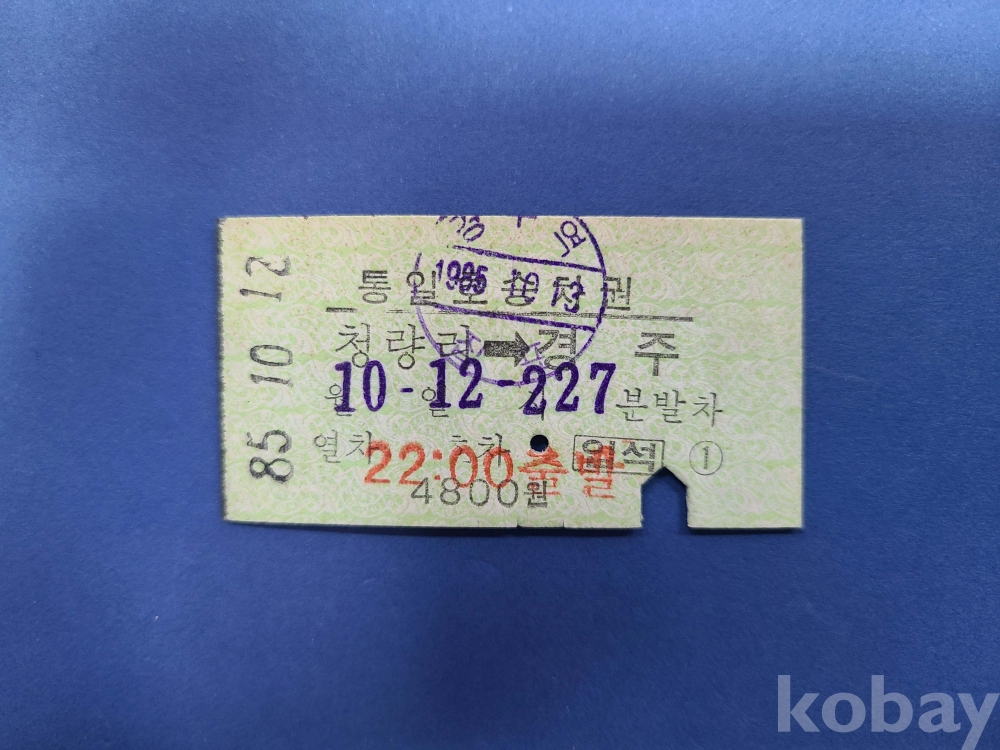 85 10 12
통일호승차권
청량리➡경 주
10-12-227
월 일 시 분발차
열차 호차 입석 ①
22:00출발
4800원
kobay